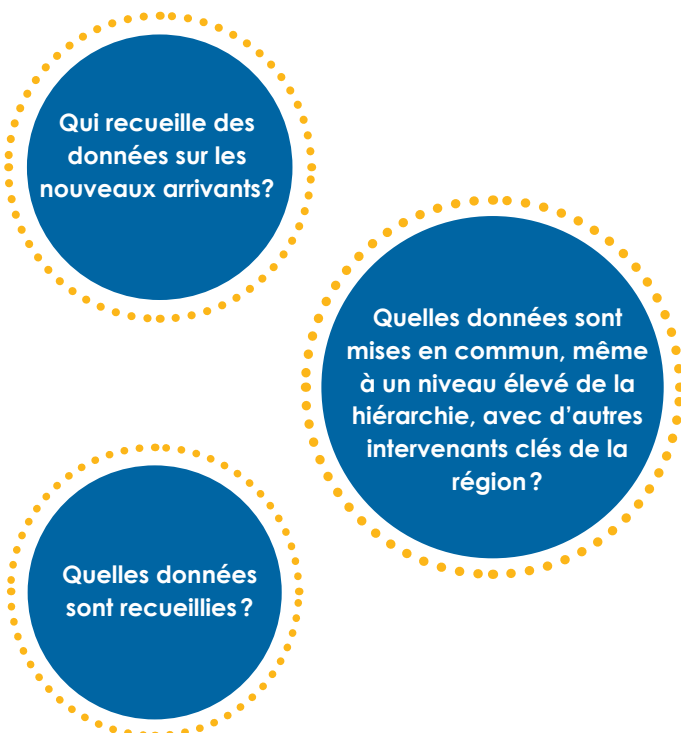 Qui recueille des
données sur les
nouveaux arrivants?
Quelles données sont
mises en commun, même
à un niveau élevé de la
hiérarchie, avec d'autres
intervenants clés de la
région ?
Quelles données
sont recueillies ?